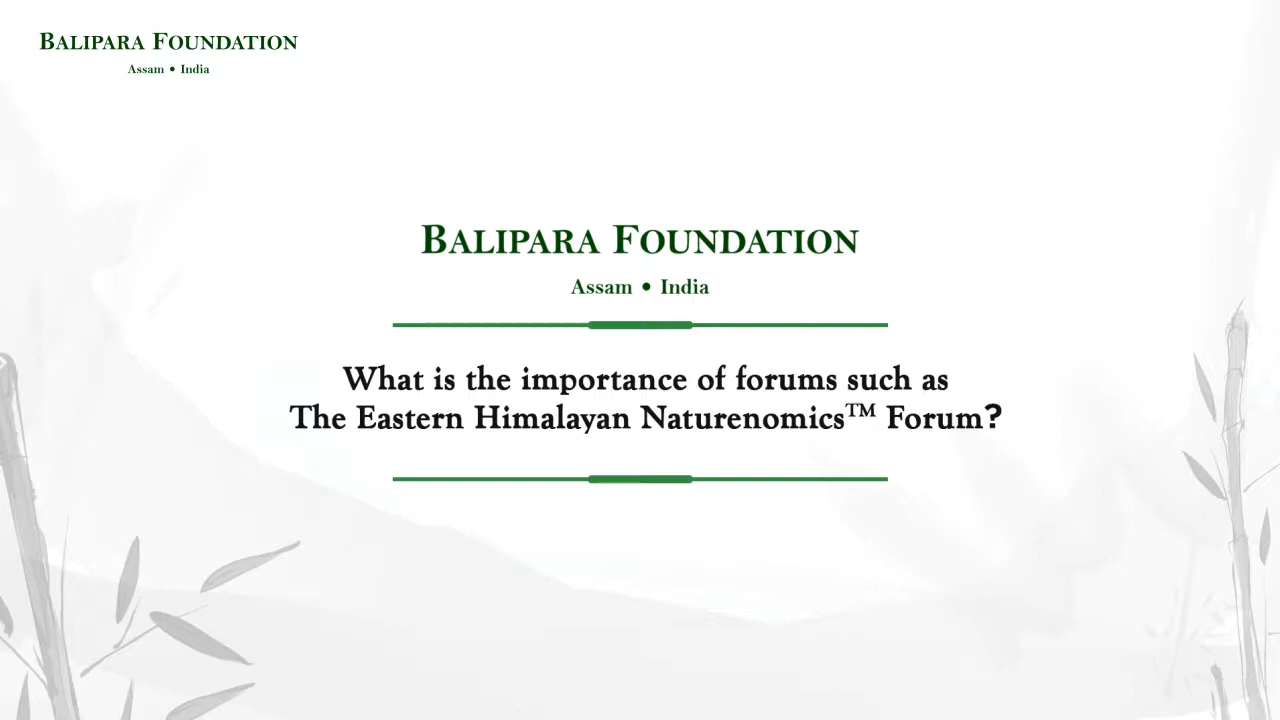 BALIPARA FOUNDATION
Assam • India
BALIPARA FOUNDATION
Assam • India
What is the importance of forums such as
The Eastern Himalayan Naturenomics™ Forum?